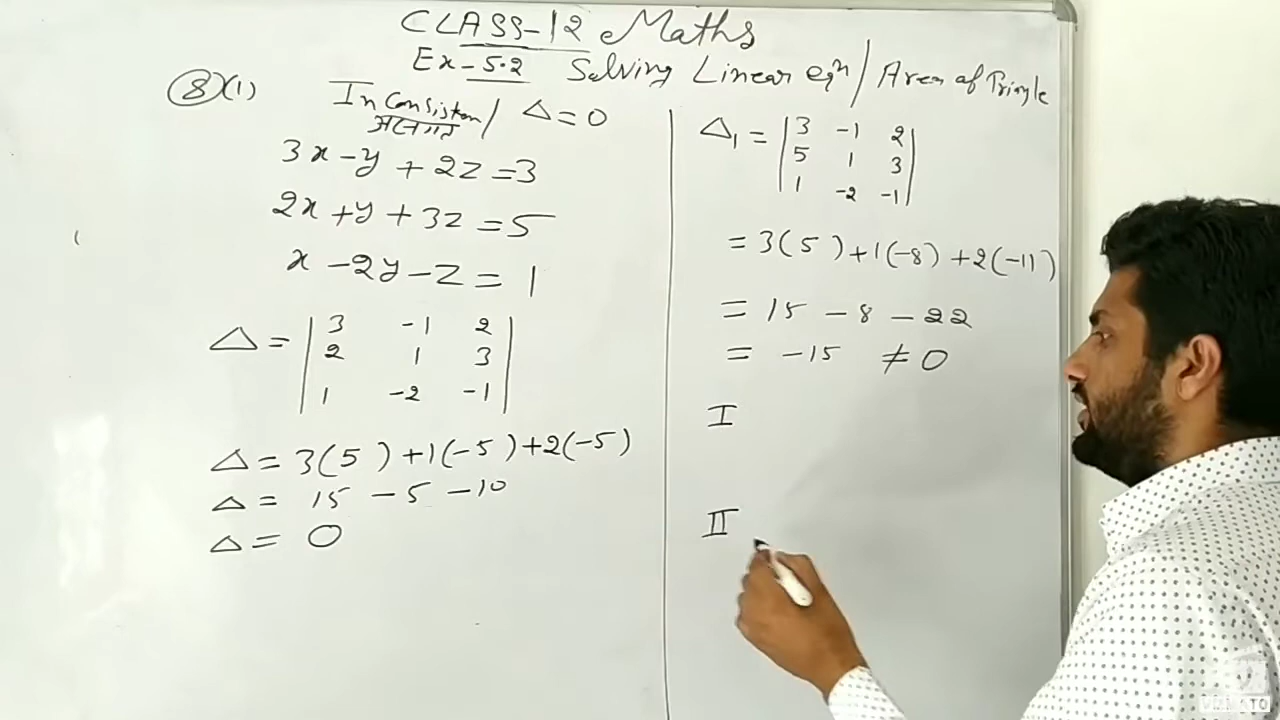 CLASS-12 Maths
Ex-5.2 Solving Linear eqⁿ / Area of Triangle
8)(1) InConsisten / Δ = 0
3x - y + 2z = 3
2x + y + 3z = 5
x - 2y - z = 1
Δ = | 3 -1 2 |
| 2 1 3 |
| 1 -2 -1 |
Δ = 3(5) + 1(-5) + 2(-5)
Δ = 15 - 5 - 10
Δ = 0
Δ₁ = | 3 -1 2 |
| 5 1 3 |
| 1 -2 -1 |
= 3(5) + 1(-8) + 2(-11)
= 15 - 8 - 22
= -15 ≠ 0
I
II